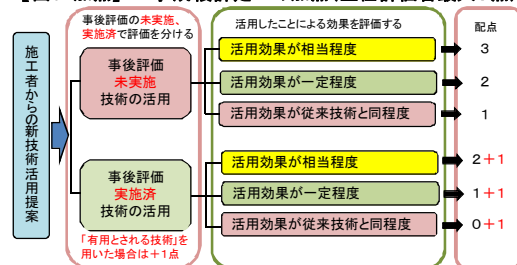 事後評価の未実施、
実施済で評価を分ける
活用したことによる効果を評価する
配点
施工者からの新技術活用提案
事後評価
未実施
技術の活用
活用効果が相当程度
3
活用効果が一定程度
2
活用効果が従来技術と同程度
1
事後評価
実施済
技術の活用
「有用とされる技術」を
用いた場合は+1点
活用効果が相当程度
2+1
活用効果が一定程度
1+1
活用効果が従来技術と同程度
0+1